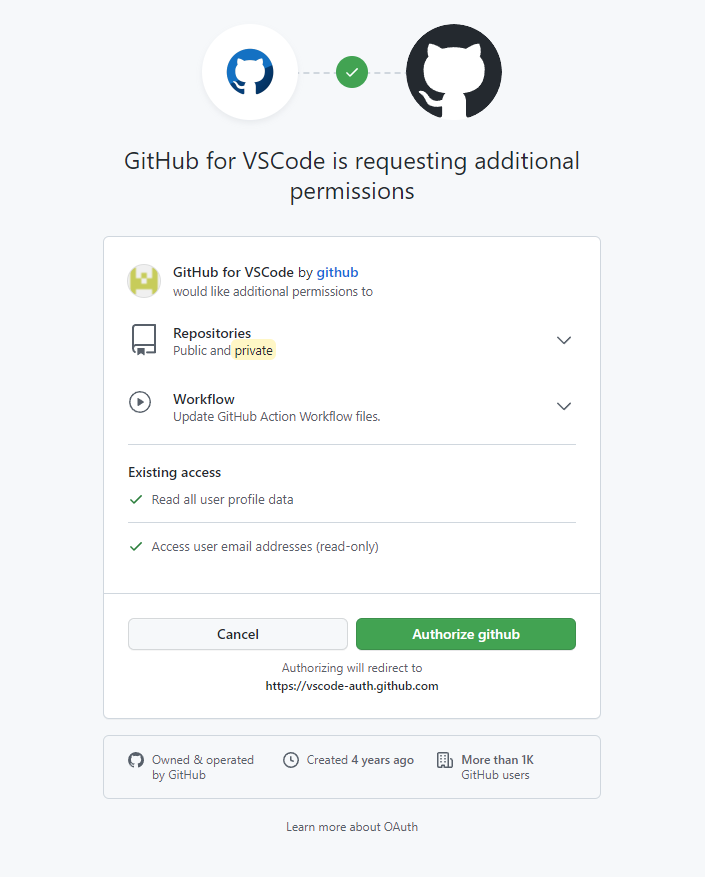 GitHub for VSCode is requesting additional
permissions
GitHub for VSCode by github
would like additional permissions to
Repositories
Public and private
Workflow
Update GitHub Action Workflow files.
Existing access
Read all user profile data
Access user email addresses (read-only)
Cancel
Authorize github
Authorizing will redirect to
https://vscode-auth.github.com
Owned & operated
by GitHub
Created 4 years ago
More than 1K
GitHub users
Learn more about OAuth